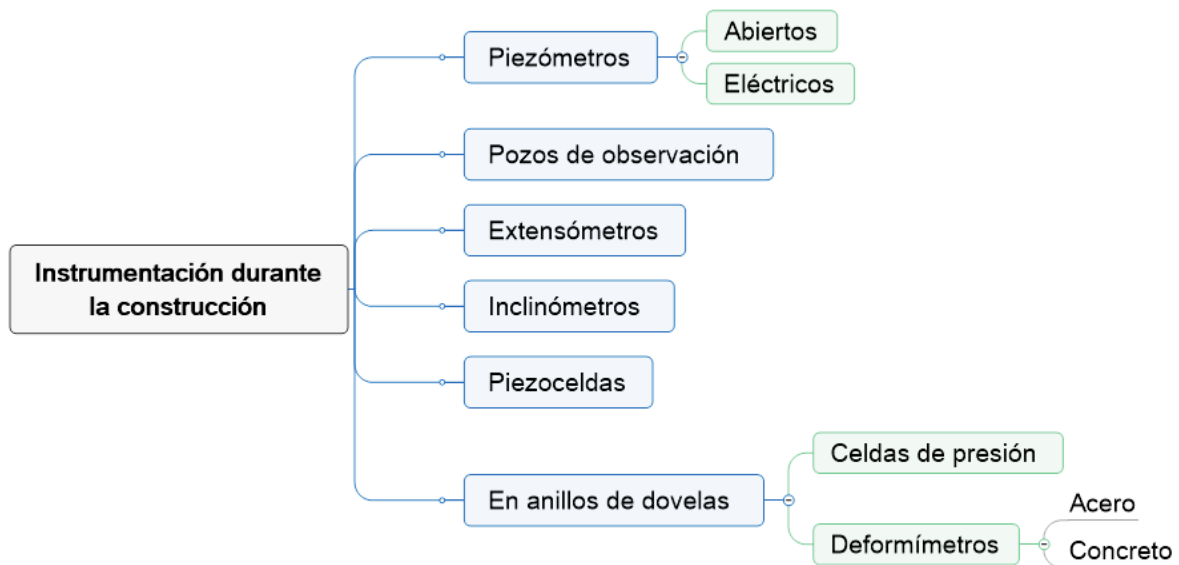 Instrumentación durante
la construcción
Piezómetros
Abiertos
Eléctricos
Pozos de observación
Extensómetros
Inclinómetros
Piezoceldas
En anillos de dovelas
Celdas de presión
Deformímetros
Acero
Concreto